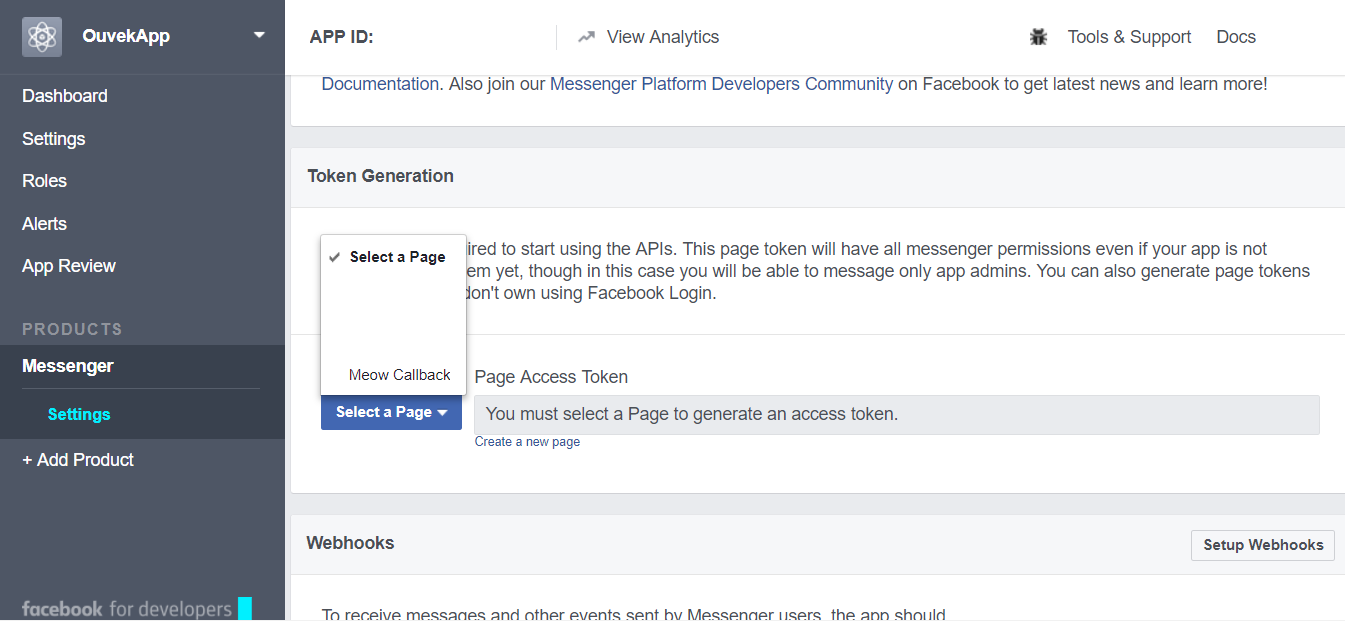 OuvekApp
APP ID:
View Analytics
Tools & Support
Docs
Dashboard
Settings
Roles
Alerts
App Review
PRODUCTS
Messenger
Settings
+ Add Product
facebook for developers
Documentation. Also join our Messenger Platform Developers Community on Facebook to get latest news and learn more!
Token Generation
Select a Page
Meow Callback
ired to start using the APIs. This page token will have all messenger permissions even if your app is not
em yet, though in this case you will be able to message only app admins. You can also generate page tokens
don't own using Facebook Login.
Page Access Token
Select a Page
You must select a Page to generate an access token.
Create a new page
Webhooks
Setup Webhooks
To receive messages and other events sent by Messenger users, the app should